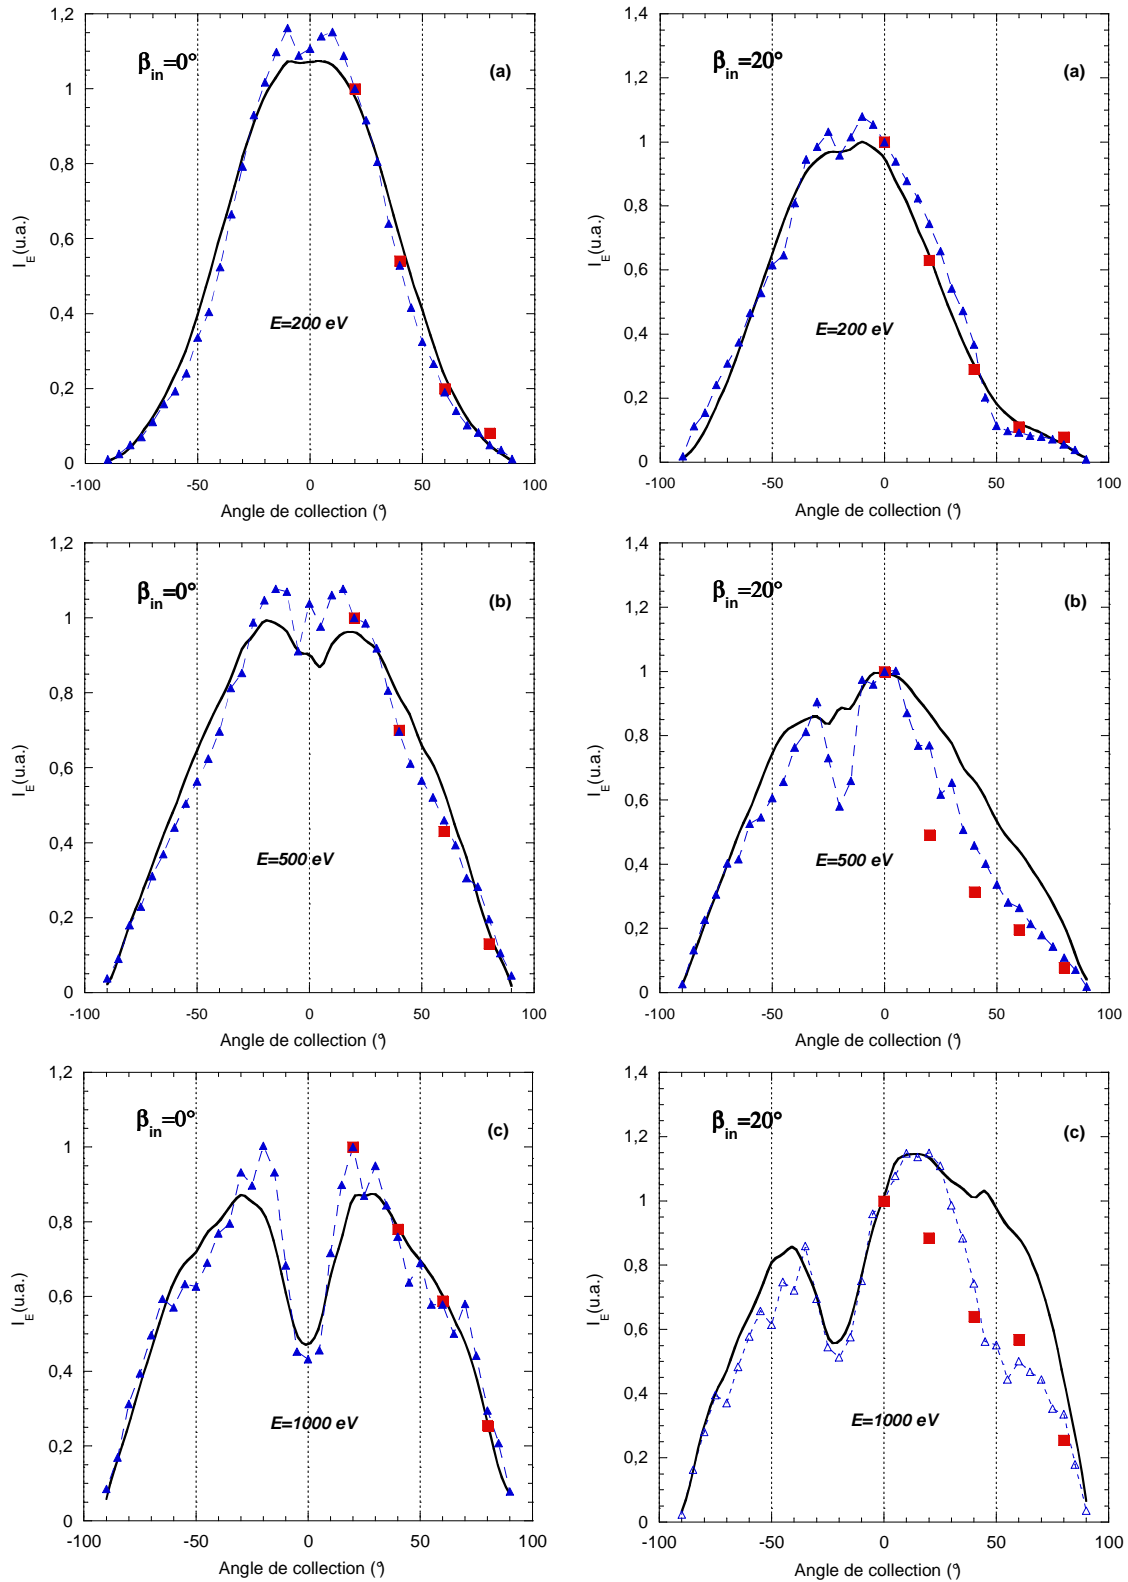 1,2
1
0,8
0,6
0,4
0,2
0
I_E (u.a.)
β_in=0°
(a)
E=200 eV
-100 -50 0 50 100
Angle de collection (°)
1,4
1,2
1
0,8
0,6
0,4
0,2
0
I_E (u.a.)
β_in=20°
(a)
E=200 eV
-100 -50 0 50 100
Angle de collection (°)
1,2
1
0,8
0,6
0,4
0,2
0
I_E (u.a.)
β_in=0°
(b)
E=500 eV
-100 -50 0 50 100
Angle de collection (°)
1,4
1,2
1
0,8
0,6
0,4
0,2
0
I_E (u.a.)
β_in=20°
(b)
E=500 eV
-100 -50 0 50 100
Angle de collection (°)
1,2
1
0,8
0,6
0,4
0,2
0
I_E (u.a.)
β_in=0°
(c)
E=1000 eV
-100 -50 0 50 100
Angle de collection (°)
1,4
1,2
1
0,8
0,6
0,4
0,2
0
I_E (u.a.)
β_in=20°
(c)
E=1000 eV
-100 -50 0 50 100
Angle de collection (°)